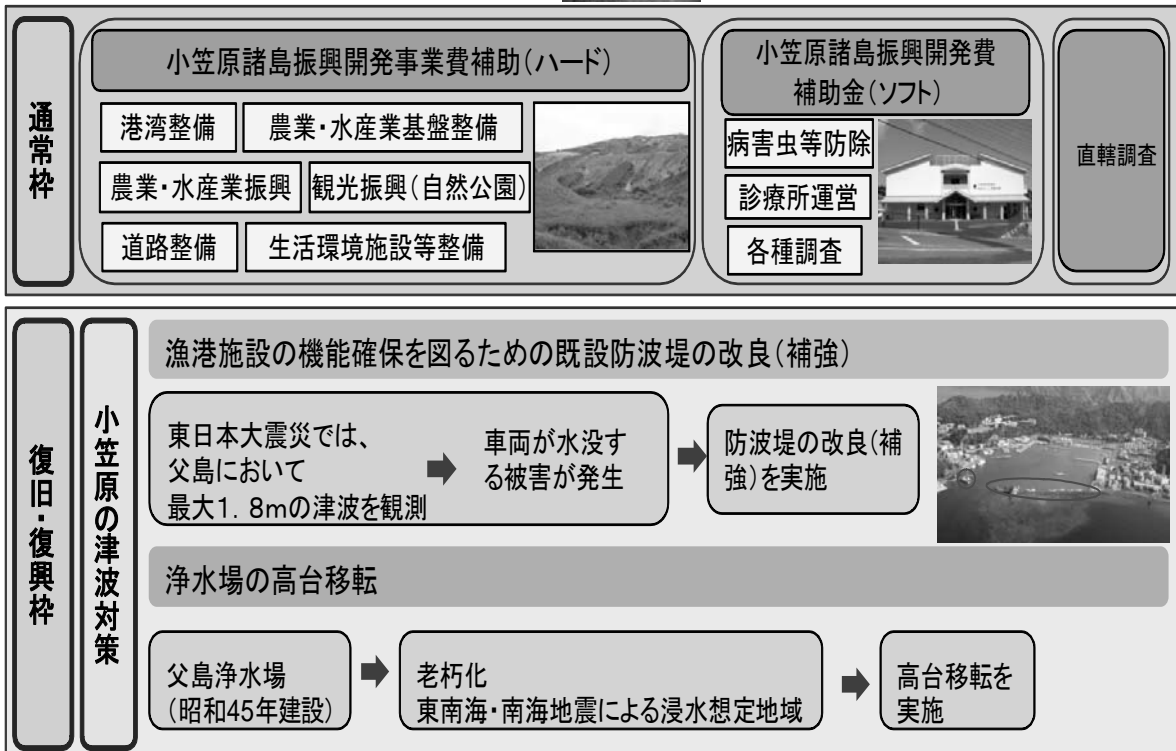 通常枠
小笠原諸島振興開発事業費補助(ハード)
港湾整備
農業・水産業基盤整備
農業・水産業振興
観光振興(自然公園)
道路整備
生活環境施設等整備
小笠原諸島振興開発費
補助金(ソフト)
病害虫等防除
診療所運営
各種調査
直轄調査
復旧・復興枠
小笠原の津波対策
漁港施設の機能確保を図るための既設防波堤の改良(補強)
東日本大震災では、
父島において
最大1.8mの津波を観測
車両が水没す
る被害が発生
防波堤の改良(補
強)を実施
浄水場の高台移転
父島浄水場
(昭和45年建設)
老朽化
東南海・南海地震による浸水想定地域
高台移転を
実施